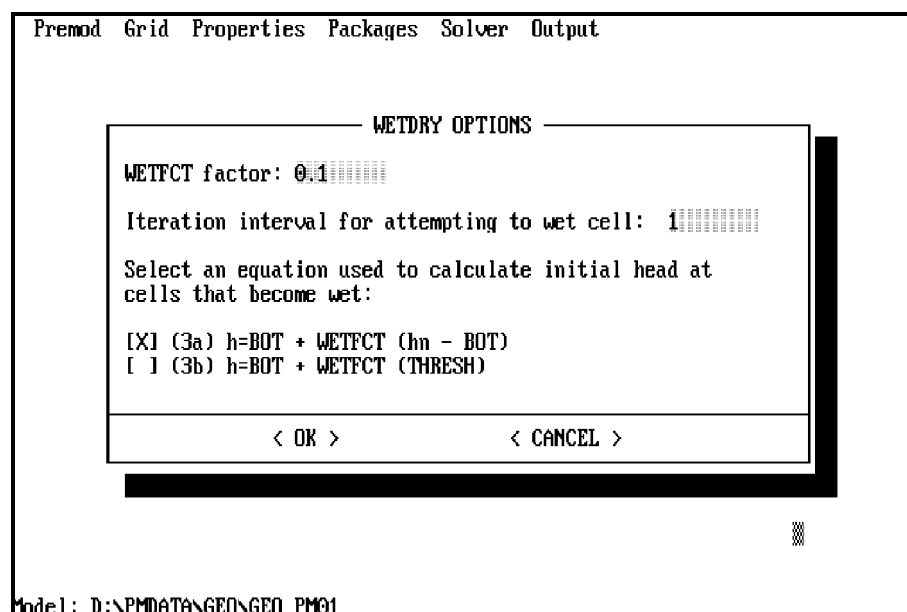 Premod Grid Properties Packages Solver Output
WETDRY OPTIONS
WETFCT factor: 0.1
Iteration interval for attempting to wet cell: 1
Select an equation used to calculate initial head at
cells that become wet:
[X] (3a) h=BOT + WETFCT (hn - BOT)
[ ] (3b) h=BOT + WETFCT (THRESH)
< OK > < CANCEL >
Model: D:\PMDATA\GEO\GEO_PM01